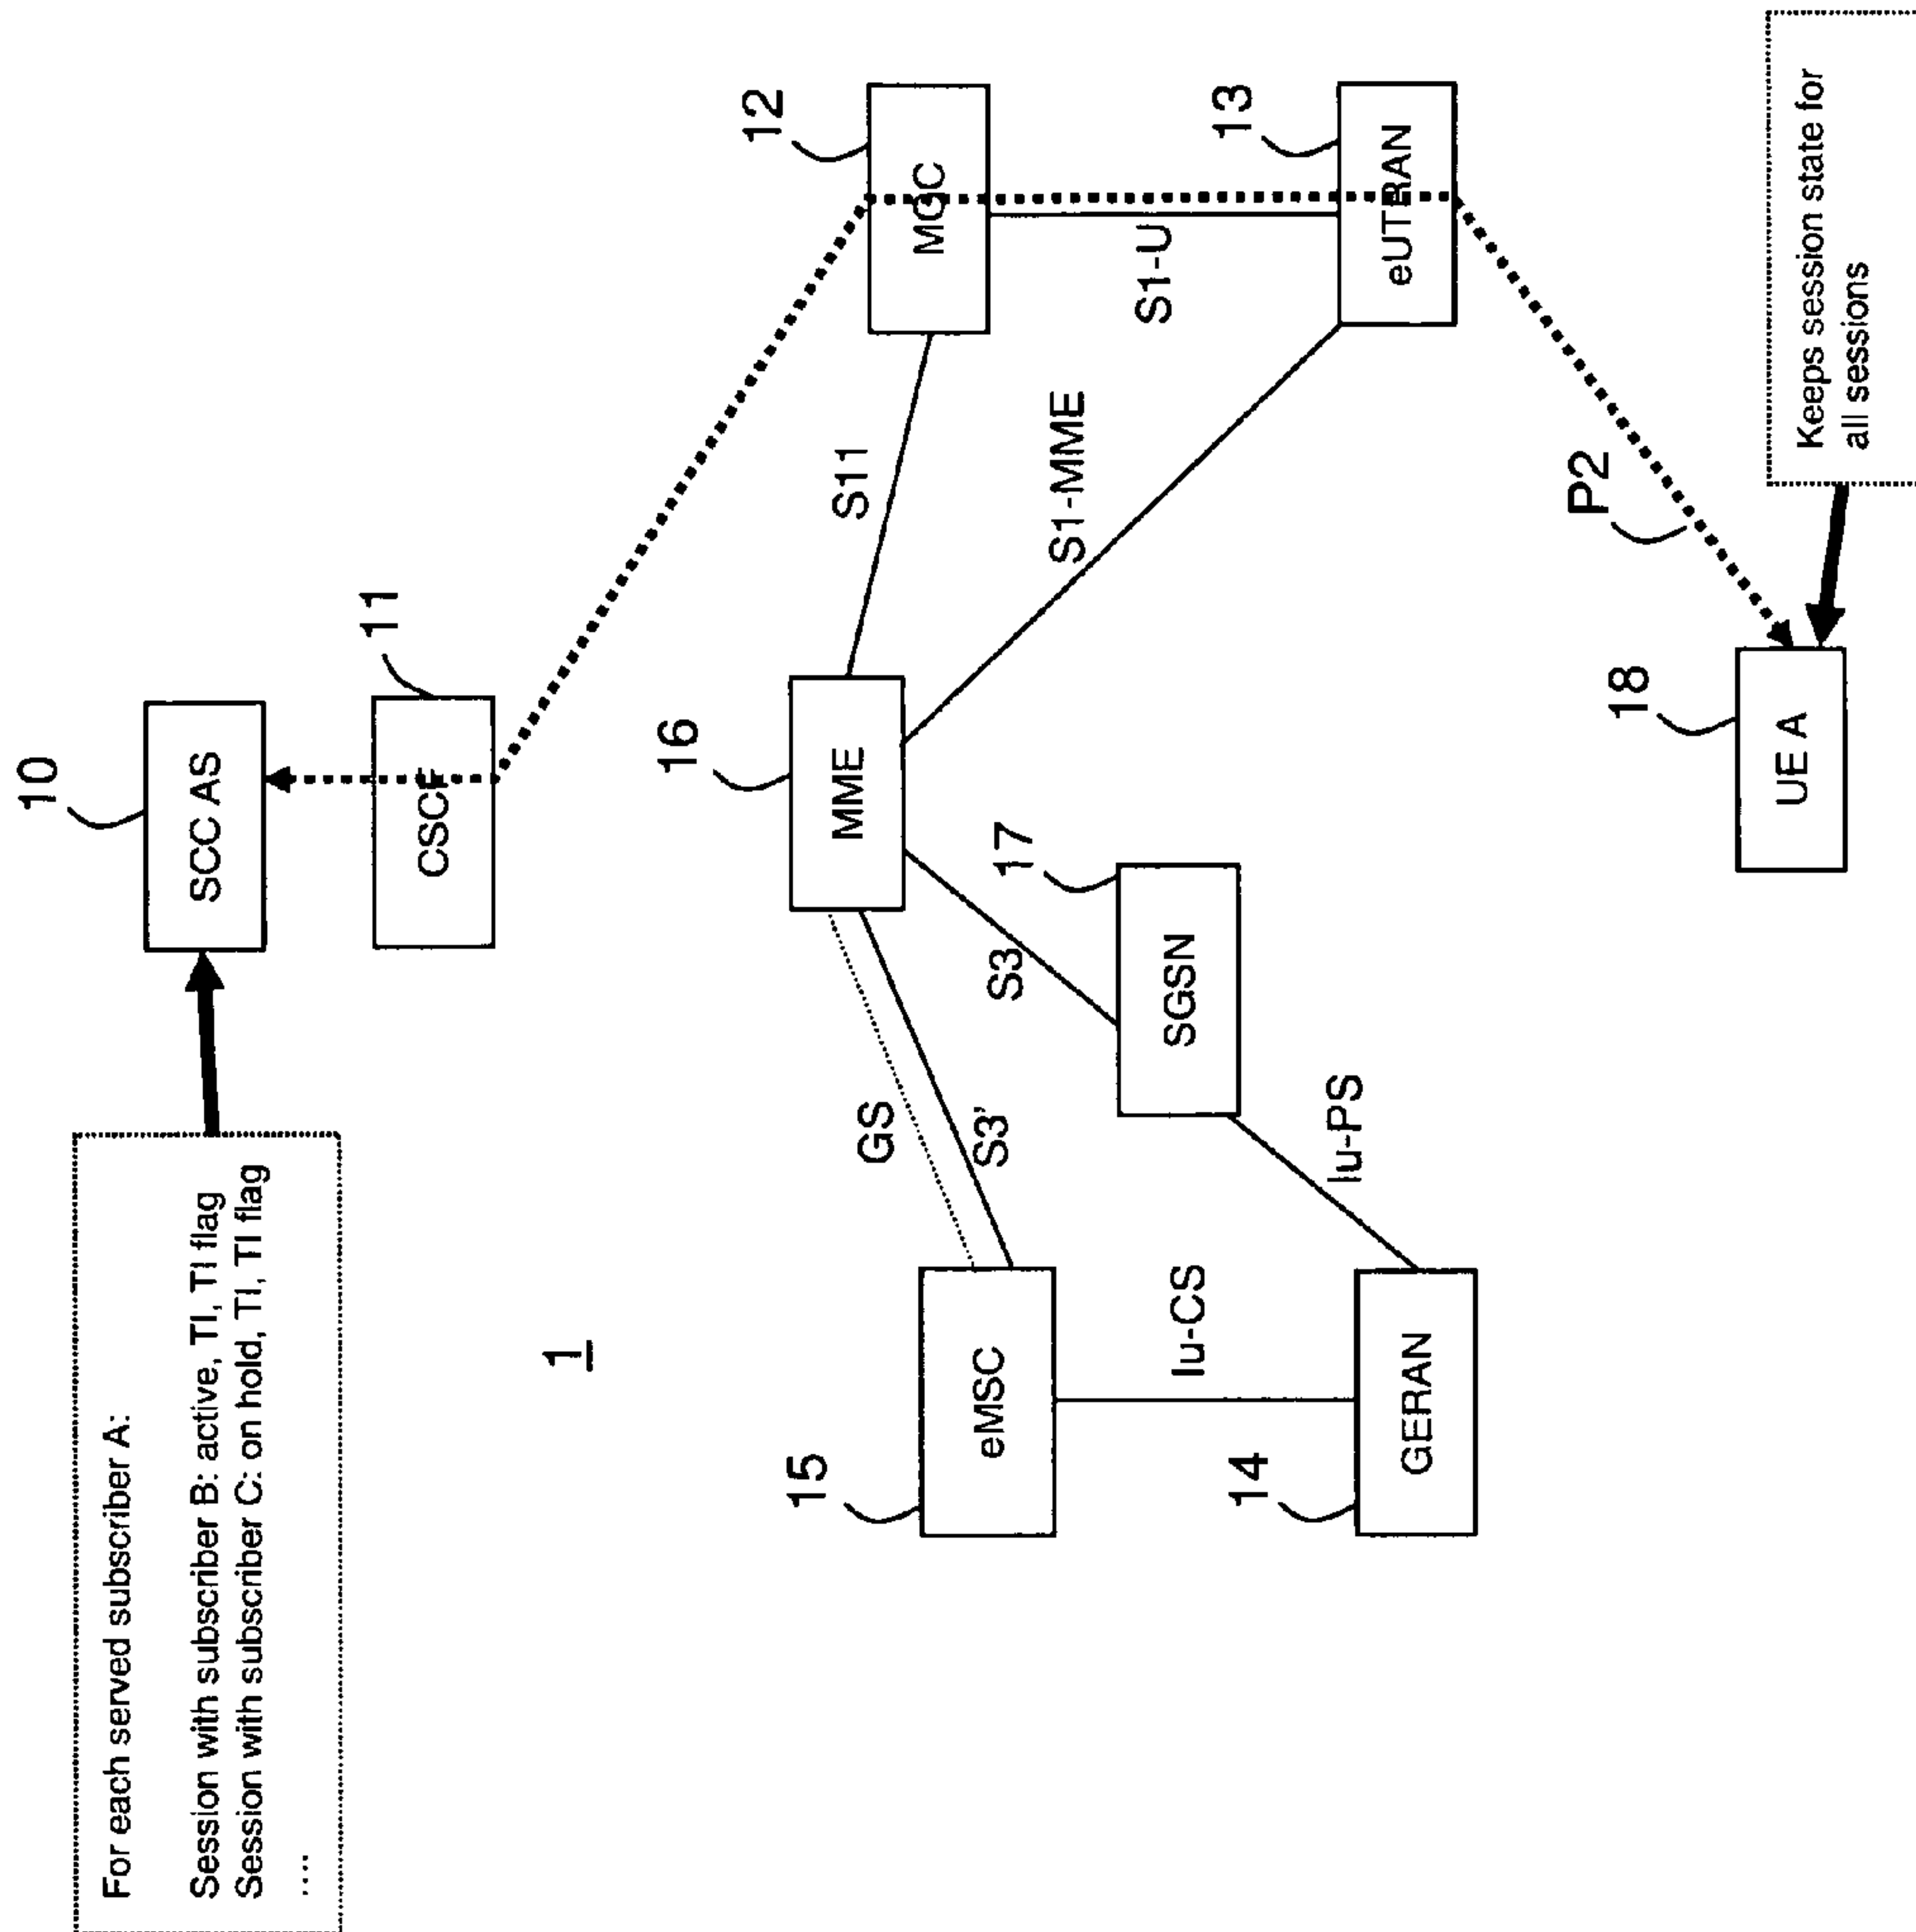 For each served subscriber A:
Session with subscriber B: active, TI, TI flag
Session with subscriber C: on hold, TI, TI flag
....
10
SCC AS
11
CSCF
1
15
eMSC
GS
S3'
16
MME
S11
12
MGC
S3
17
SGSN
S1-MME
S1-U
Iu-CS
Iu-PS
14
GERAN
13
eUTRAN
P2
18
UE A
Keeps session state for
all sessions